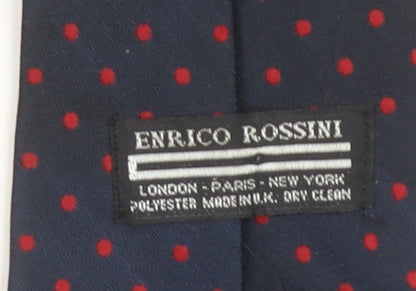 ENRICO ROSSINI
LONDON - PARIS - NEW YORK
POLYESTER MADE IN U.K. DRY CLEAN